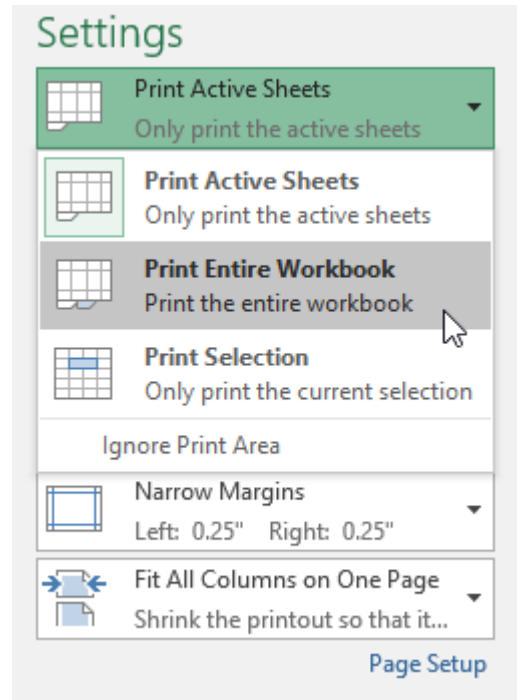 Settings
Print Active Sheets
Only print the active sheets
Print Active Sheets
Only print the active sheets
Print Entire Workbook
Print the entire workbook
Print Selection
Only print the current selection
Ignore Print Area
Narrow Margins
Left: 0.25" Right: 0.25"
Fit All Columns on One Page
Shrink the printout so that it...
Page Setup